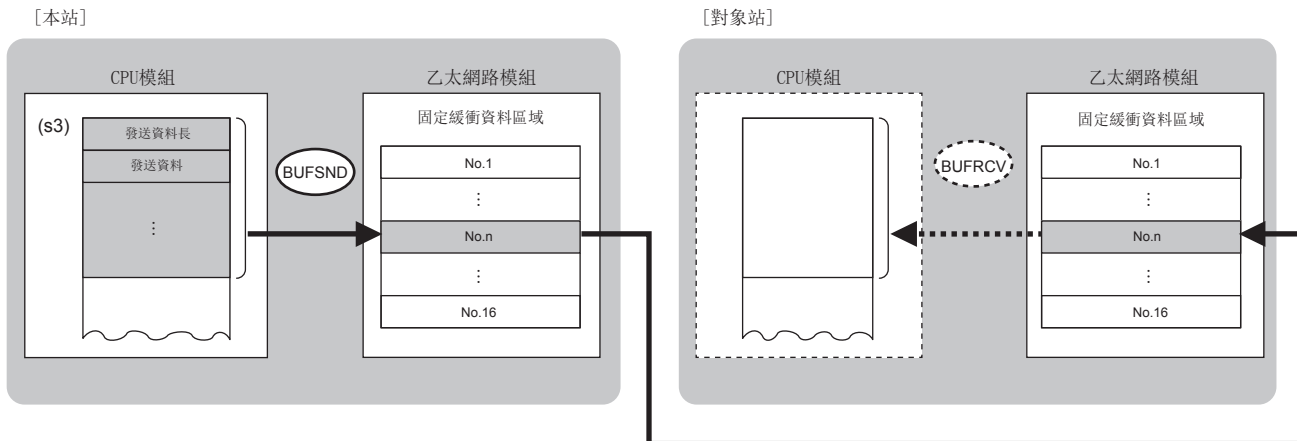 ［本站］
CPU模組
乙太網路模組
(s3)
發送資料長
發送資料
⋮
BUFSND
固定緩衝資料區域
No.1
⋮
No.n
⋮
No.16
［對象站］
CPU模組
乙太網路模組
BUFRCV
固定緩衝資料區域
No.1
⋮
No.n
⋮
No.16